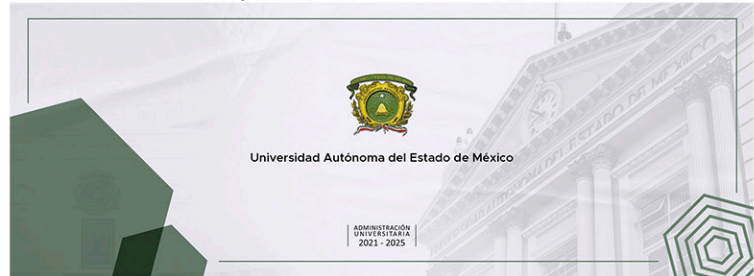 Universidad Autónoma del Estado de México
ADMINISTRACIÓN
UNIVERSITARIA
2021 - 2025